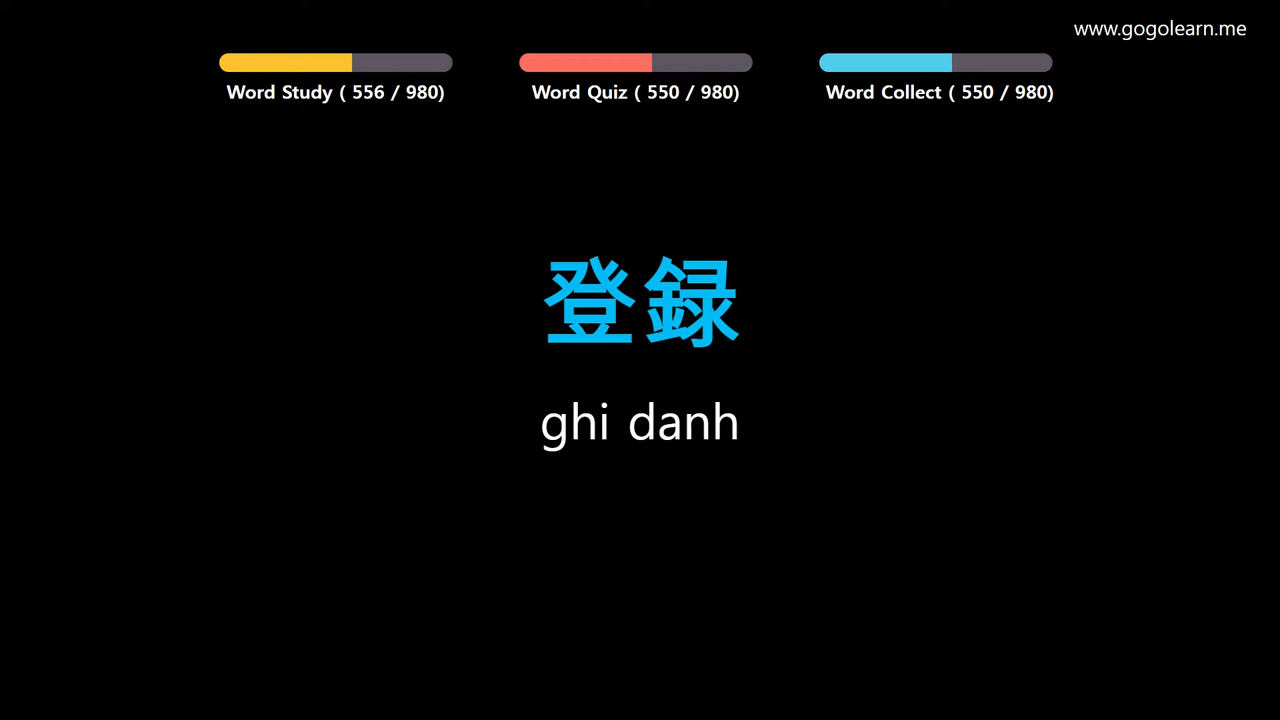 www.gogolearn.me
Word Study ( 556 / 980)
Word Quiz ( 550 / 980)
Word Collect ( 550 / 980)
登録
ghi danh